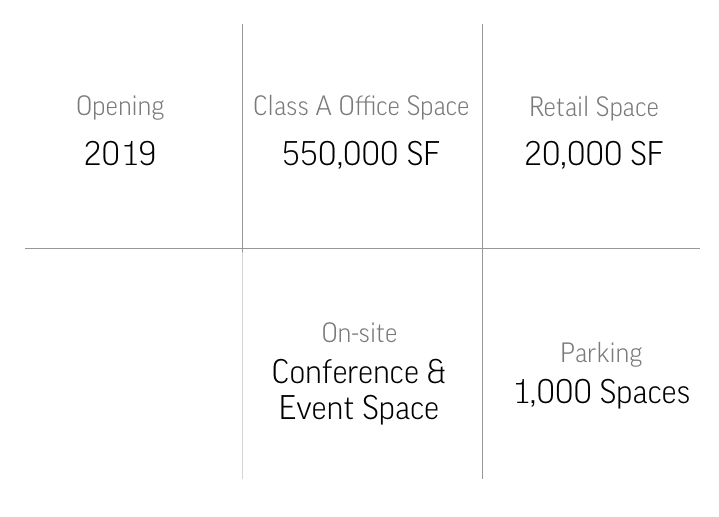 Opening
2019
Class A Office Space
550,000 SF
Retail Space
20,000 SF
On-site
Conference &
Event Space
Parking
1,000 Spaces